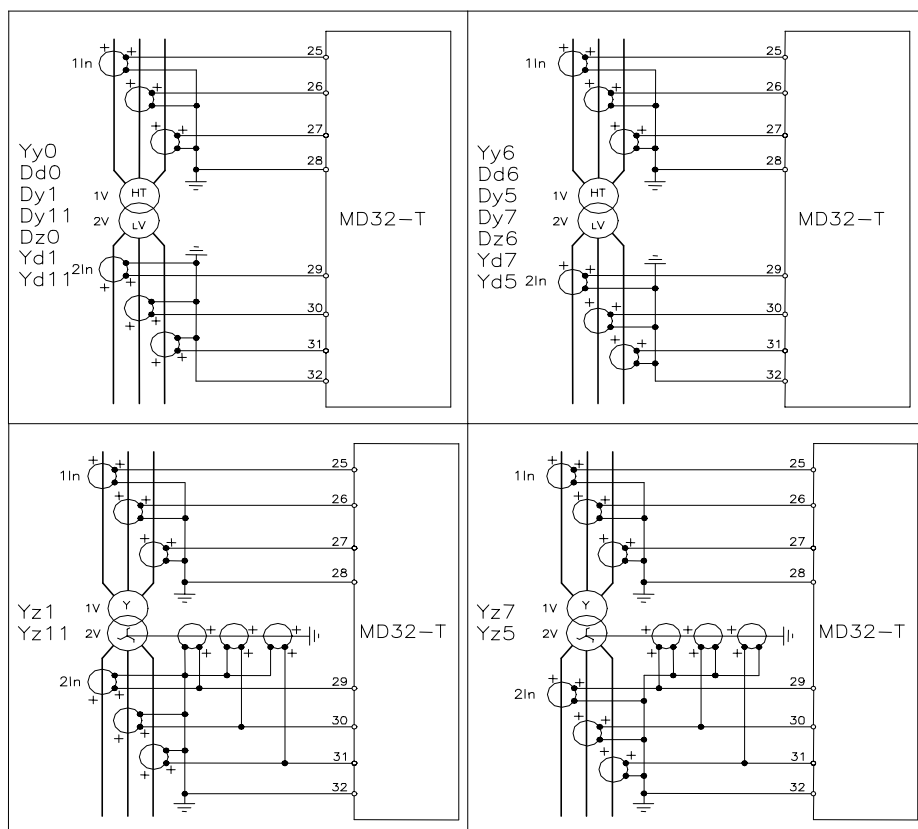 1In
25
26
27
28
Yy0
Dd0
Dy1
Dy11
Dz0
Yd1
Yd11
1V
HT
2V
LV
MD32-T
2In
29
30
31
32
1In
25
26
27
28
Yy6
Dd6
Dy5
Dy7
Dz6
Yd7
Yd5
1V
HT
2V
LV
MD32-T
2In
29
30
31
32
1In
25
26
27
28
Yz1
Yz11
1V
Y
2V
MD32-T
2In
29
30
31
32
1In
25
26
27
28
Yz7
Yz5
1V
Y
2V
MD32-T
2In
29
30
31
32